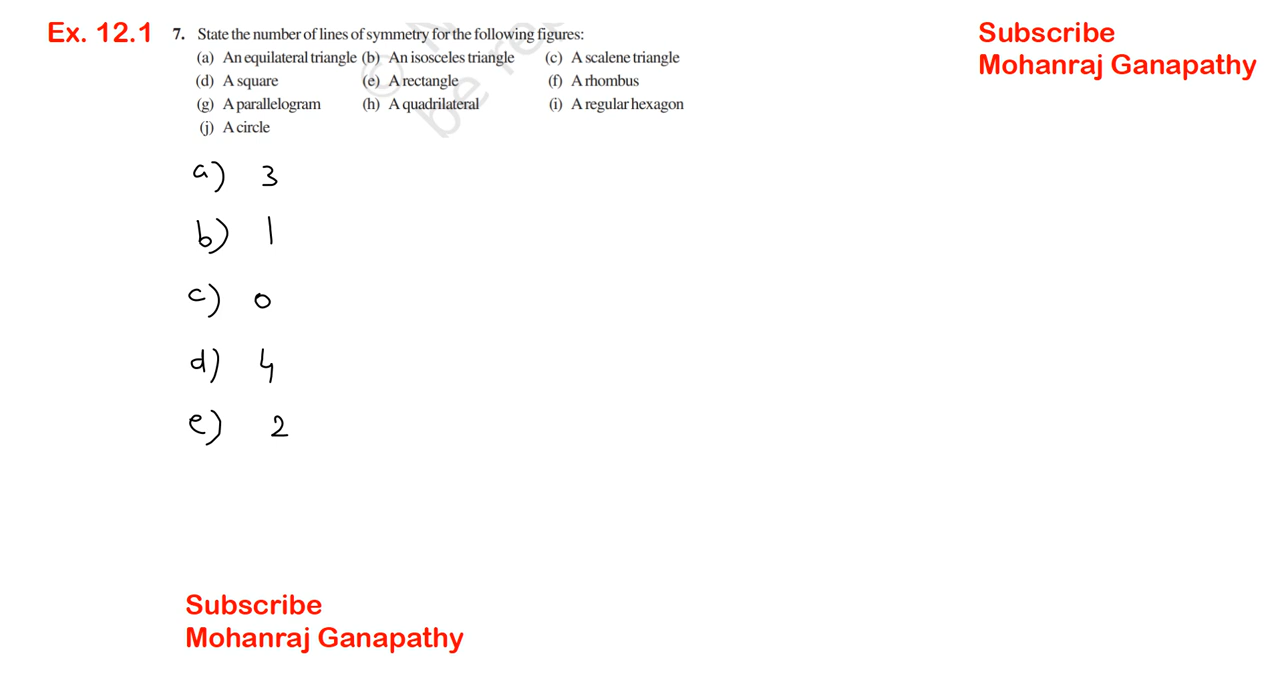 Ex. 12.1
7. State the number of lines of symmetry for the following figures:
(a) An equilateral triangle (b) An isosceles triangle (c) A scalene triangle
(d) A square (e) A rectangle (f) A rhombus
(g) A parallelogram (h) A quadrilateral (i) A regular hexagon
(j) A circle
Subscribe
Mohanraj Ganapathy
a) 3
b) 1
c) 0
d) 4
e) 2
Subscribe
Mohanraj Ganapathy